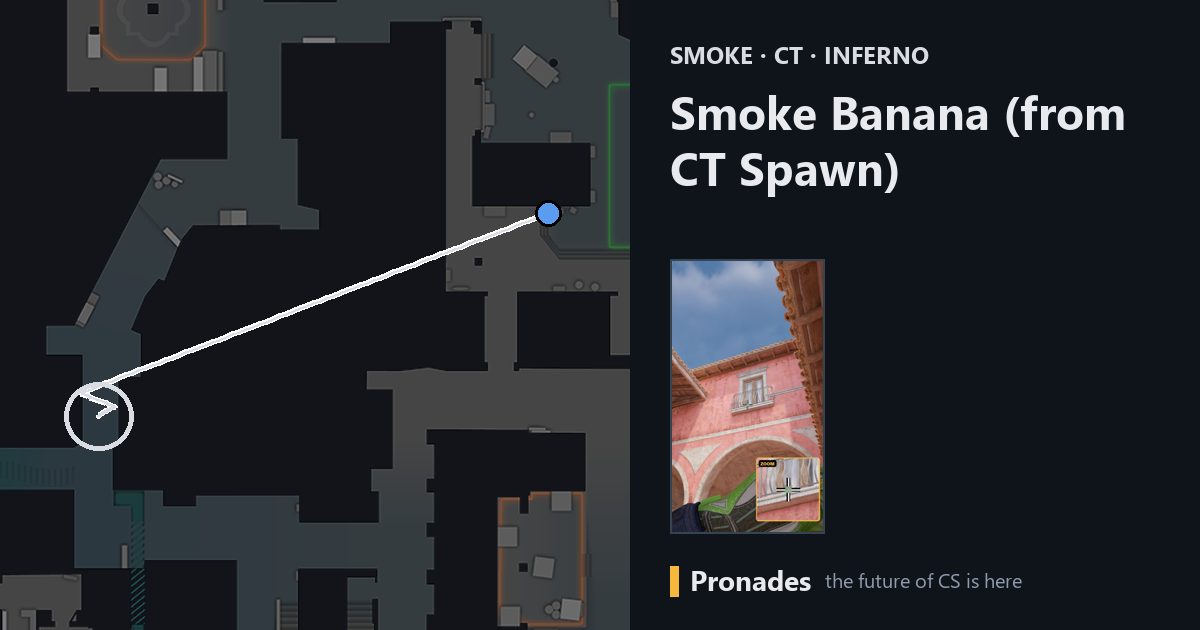 SMOKE · CT · INFERNO
Smoke Banana (from
CT Spawn)
ZOOM
Pronades the future of CS is here